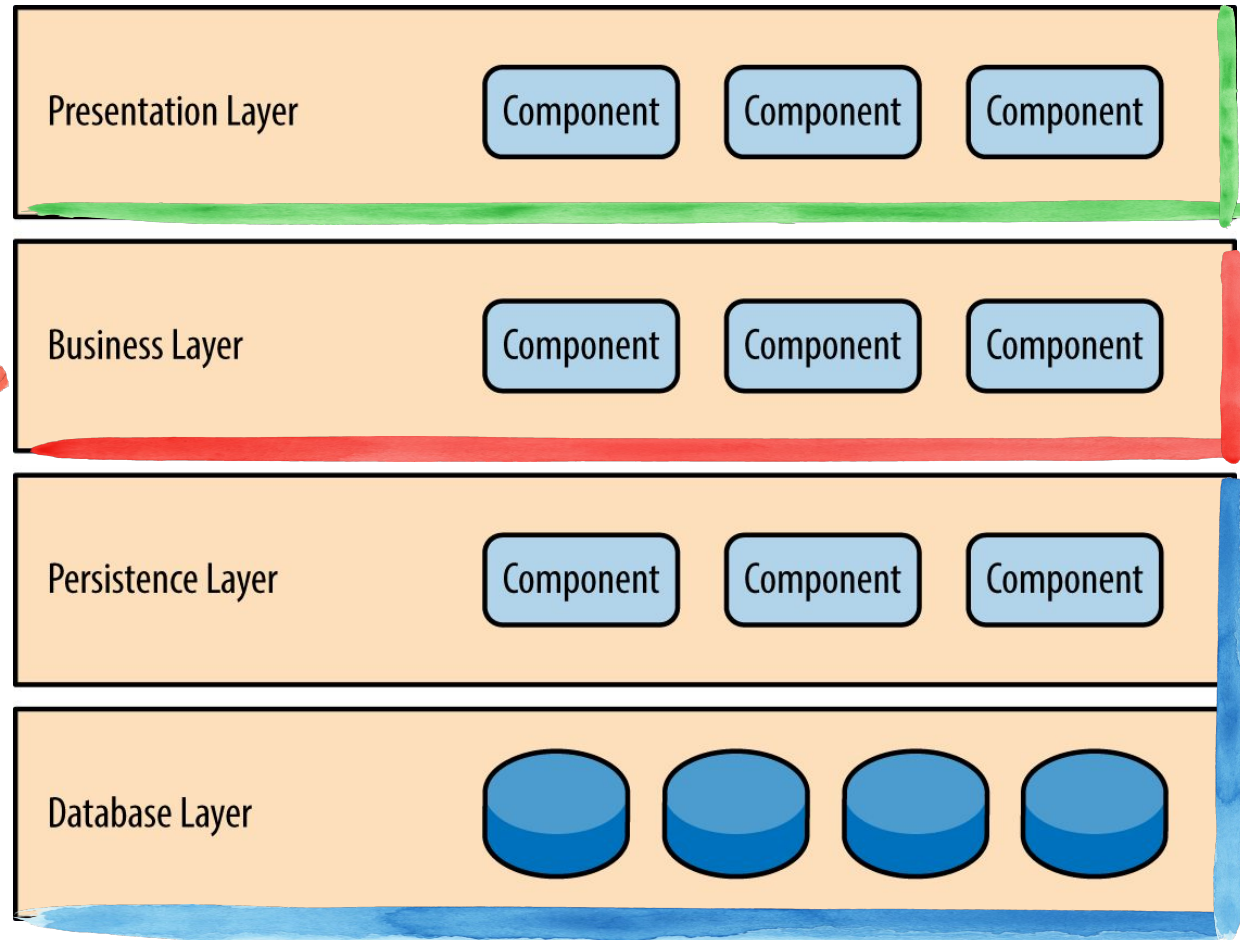 Presentation Layer Component Component Component
Business Layer Component Component Component
Persistence Layer Component Component Component
Database Layer